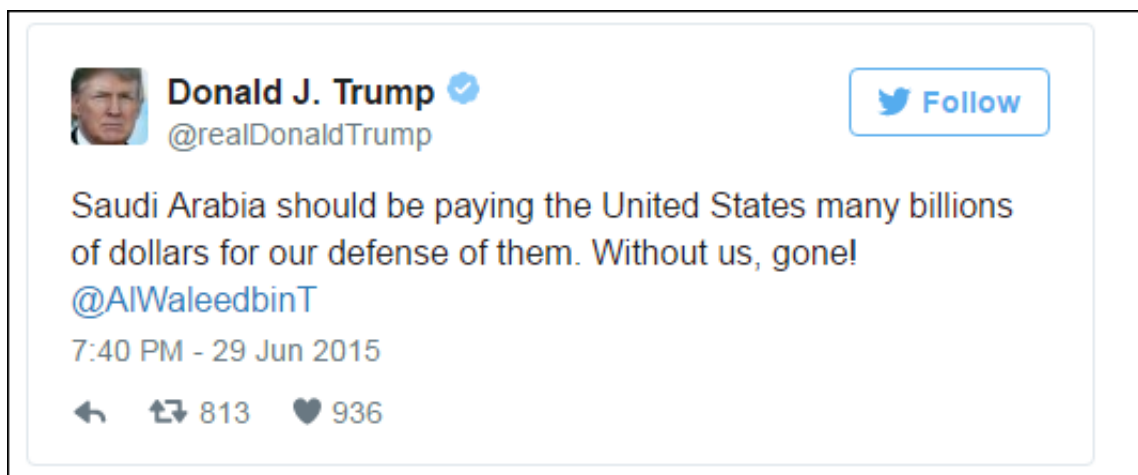 Donald J. Trump
@realDonaldTrump
Follow
Saudi Arabia should be paying the United States many billions
of dollars for our defense of them. Without us, gone!
@AlWaleedbinT
7:40 PM - 29 Jun 2015
813 936